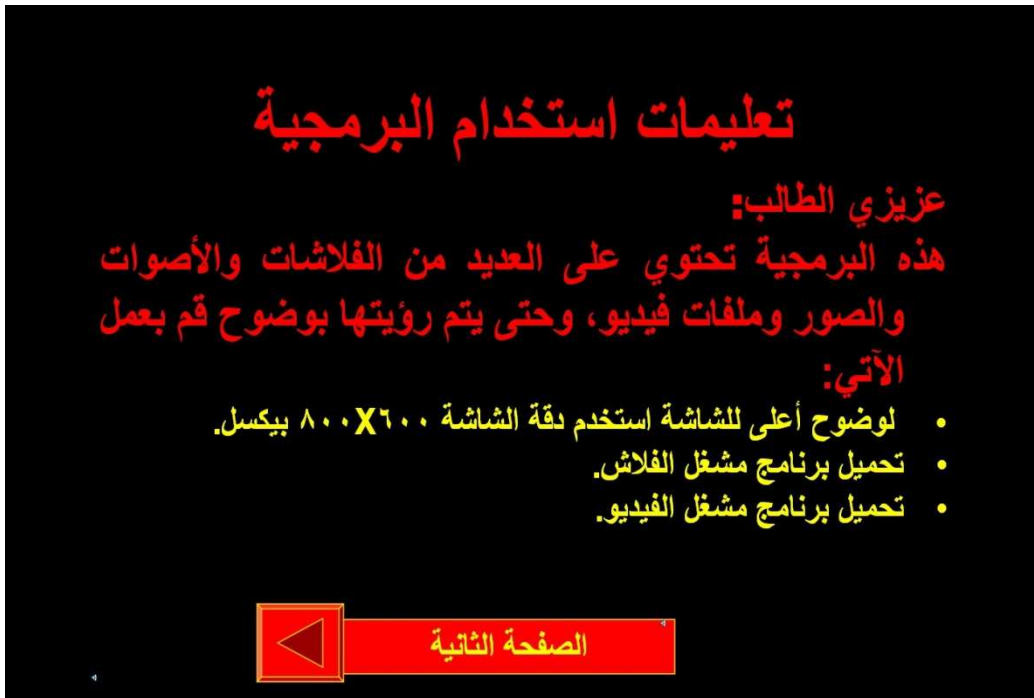 تعليمات استخدام البرمجية
عزيزي الطالب:
هذه البرمجية تحتوي على العديد من الفلاشات والأصوات
والصور وملفات فيديو، وحتى يتم رؤيتها بوضوح قم بعمل
الآتي:
• لوضوح أعلى للشاشة استخدم دقة الشاشة ٨٠٠X٦٠٠ بيكسل.
• تحميل برنامج مشغل الفلاش.
• تحميل برنامج مشغل الفيديو.
الصفحة الثانية